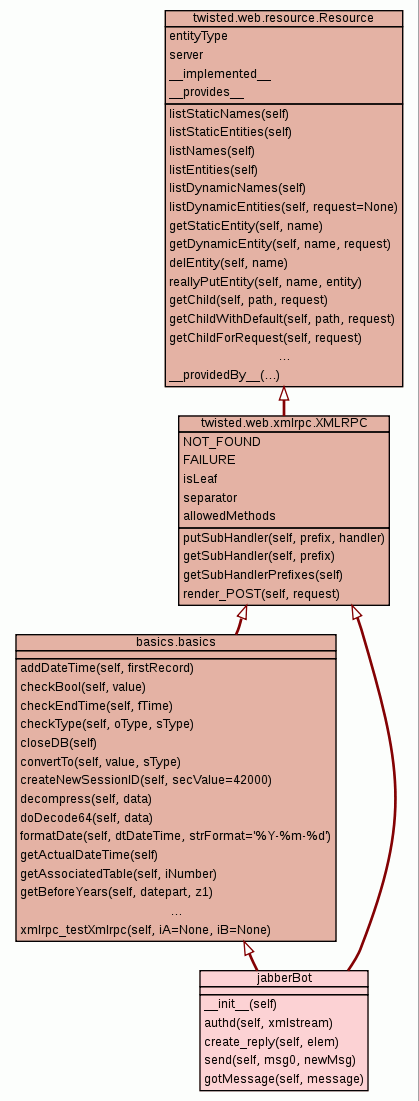 twisted.web.resource.Resource
entityType
server
__implemented__
__provides__
listStaticNames(self)
listStaticEntities(self)
listNames(self)
listEntities(self)
listDynamicNames(self)
listDynamicEntities(self, request=None)
getStaticEntity(self, name)
getDynamicEntity(self, name, request)
delEntity(self, name)
reallyPutEntity(self, name, entity)
getChild(self, path, request)
getChildWithDefault(self, path, request)
getChildForRequest(self, request)
...
__providedBy__(...)
twisted.web.xmlrpc.XMLRPC
NOT_FOUND
FAILURE
isLeaf
separator
allowedMethods
putSubHandler(self, prefix, handler)
getSubHandler(self, prefix)
getSubHandlerPrefixes(self)
render_POST(self, request)
basics.basics
addDateTime(self, firstRecord)
checkBool(self, value)
checkEndTime(self, fTime)
checkType(self, oType, sType)
closeDB(self)
convertTo(self, value, sType)
createNewSessionID(self, secValue=42000)
decompress(self, data)
doDecode64(self, data)
formatDate(self, dtDateTime, strFormat='%Y-%m-%d')
getActualDateTime(self)
getAssociatedTable(self, iNumber)
getBeforeYears(self, datepart, z1)
...
xmlrpc_testXmlrpc(self, iA=None, iB=None)
jabberBot
__init__(self)
authd(self, xmlstream)
create_reply(self, elem)
send(self, msg0, newMsg)
gotMessage(self, message)